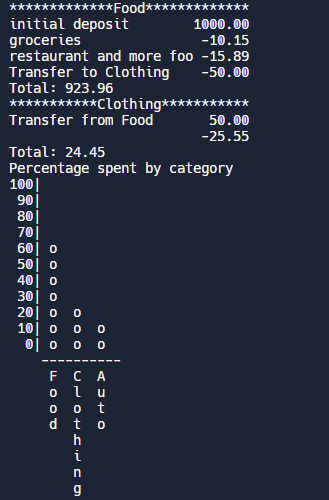 *************Food*************
initial deposit        1000.00
groceries               -10.15
restaurant and more foo -15.89
Transfer to Clothing    -50.00
Total: 923.96
***********Clothing***********
Transfer from Food       50.00
                        -25.55
Total: 24.45
Percentage spent by category
100|
 90|
 80|
 70|
 60| o
 50| o
 40| o
 30| o
 20| o  o
 10| o  o  o
  0| o  o  o
    ----------
     F  C  A
     o  l  u
     o  o  t
     d  t  o
        h
        i
        n
        g